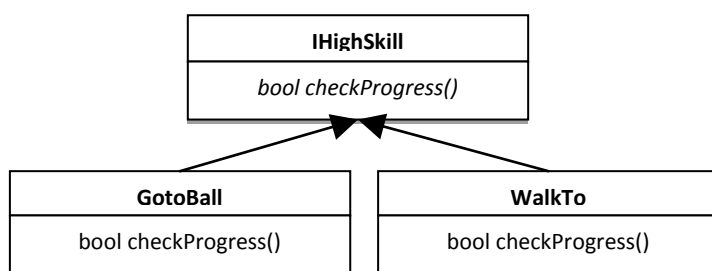 IHighSkill
bool checkProgress()
GotoBall
bool checkProgress()
WalkTo
bool checkProgress()